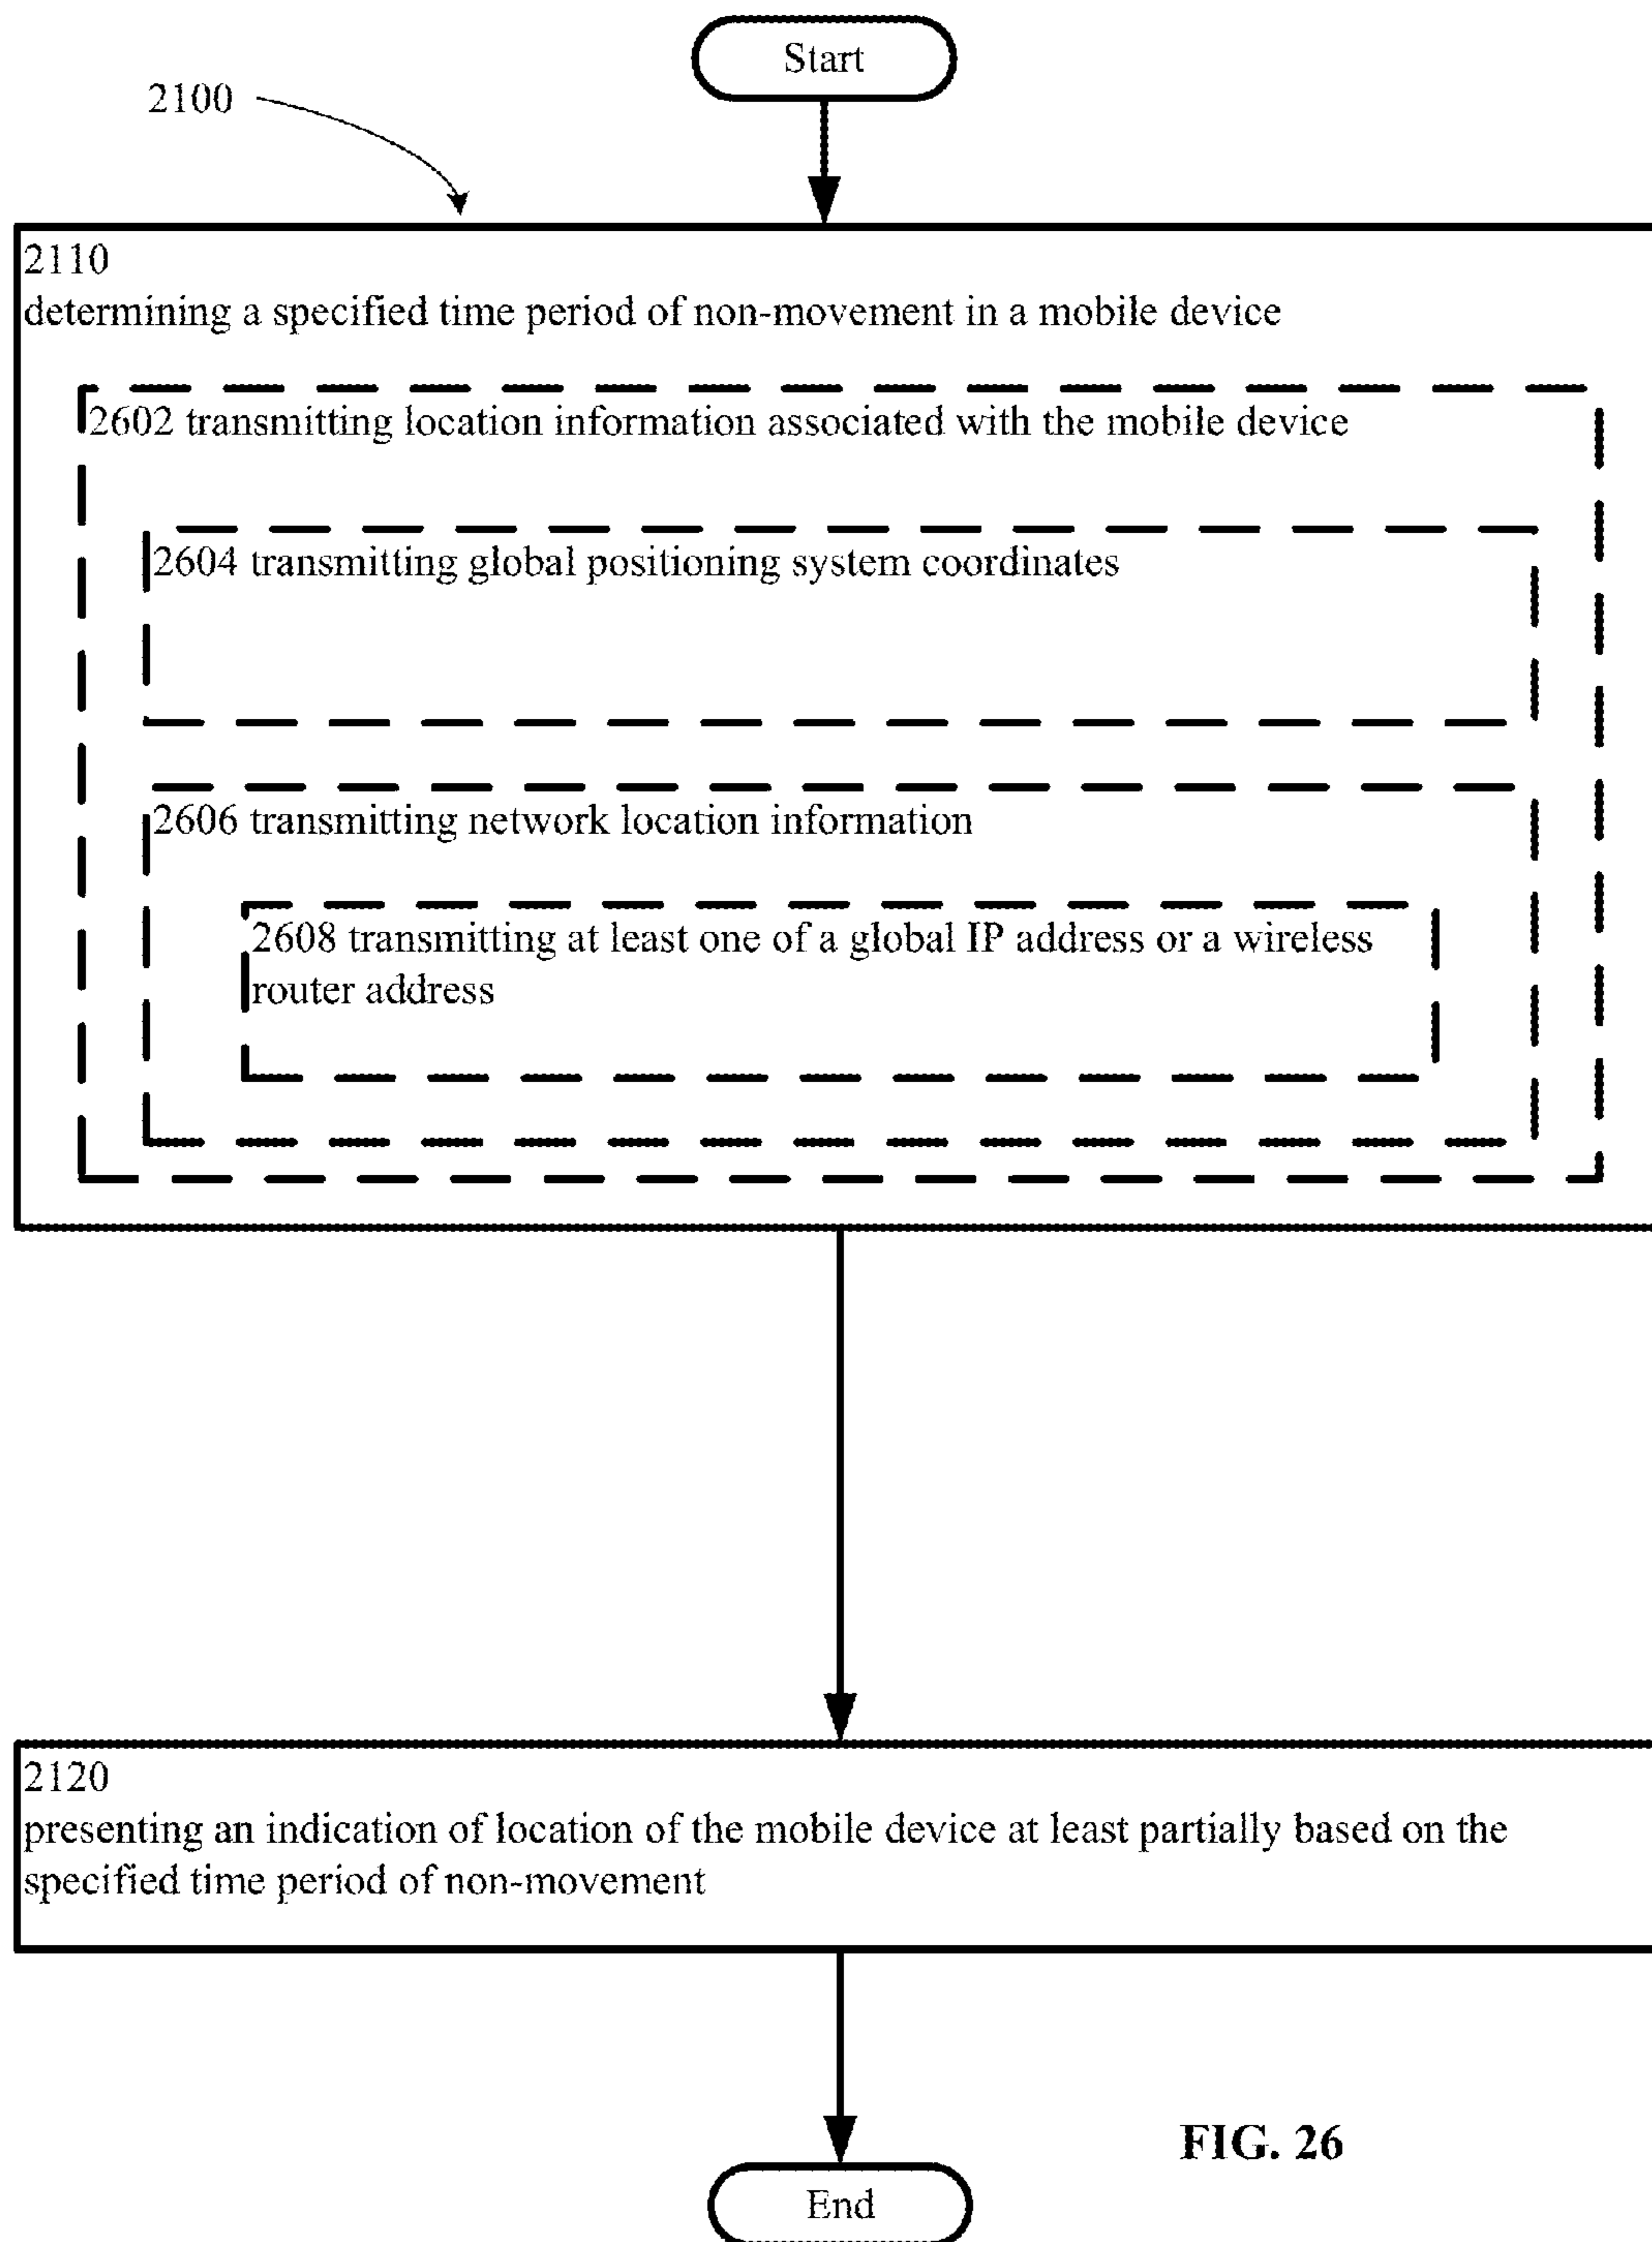 Start
2100
2110
determining a specified time period of non-movement in a mobile device
2602 transmitting location information associated with the mobile device
2604 transmitting global positioning system coordinates
2606 transmitting network location information
2608 transmitting at least one of a global IP address or a wireless
router address
2120
presenting an indication of location of the mobile device at least partially based on the
specified time period of non-movement
FIG. 26
End